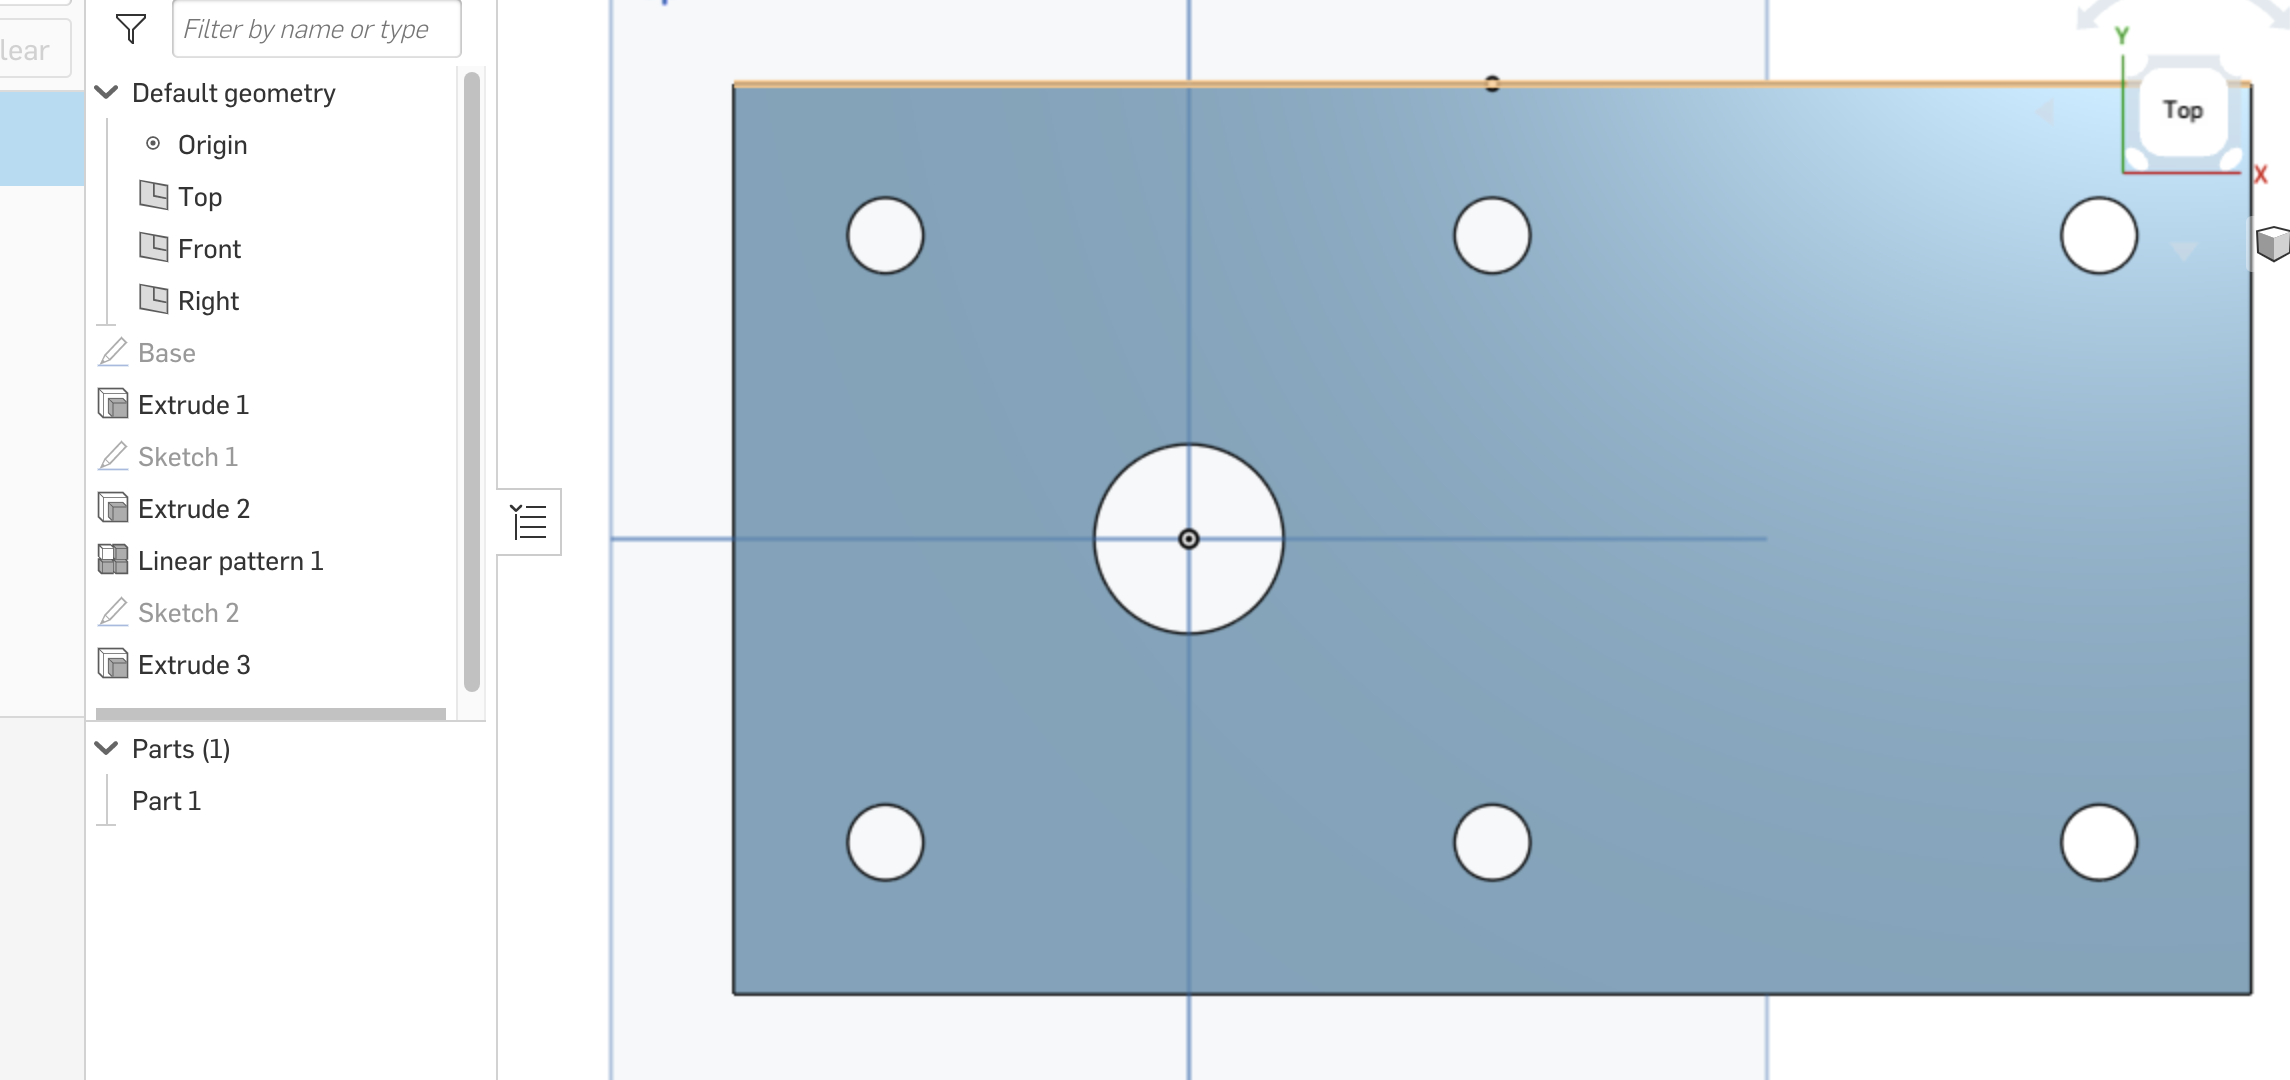 lear
Filter by name or type
Default geometry
Origin
Top
Front
Right
Base
Extrude 1
Sketch 1
Extrude 2
Linear pattern 1
Sketch 2
Extrude 3
Parts (1)
Part 1
Y
Top
X